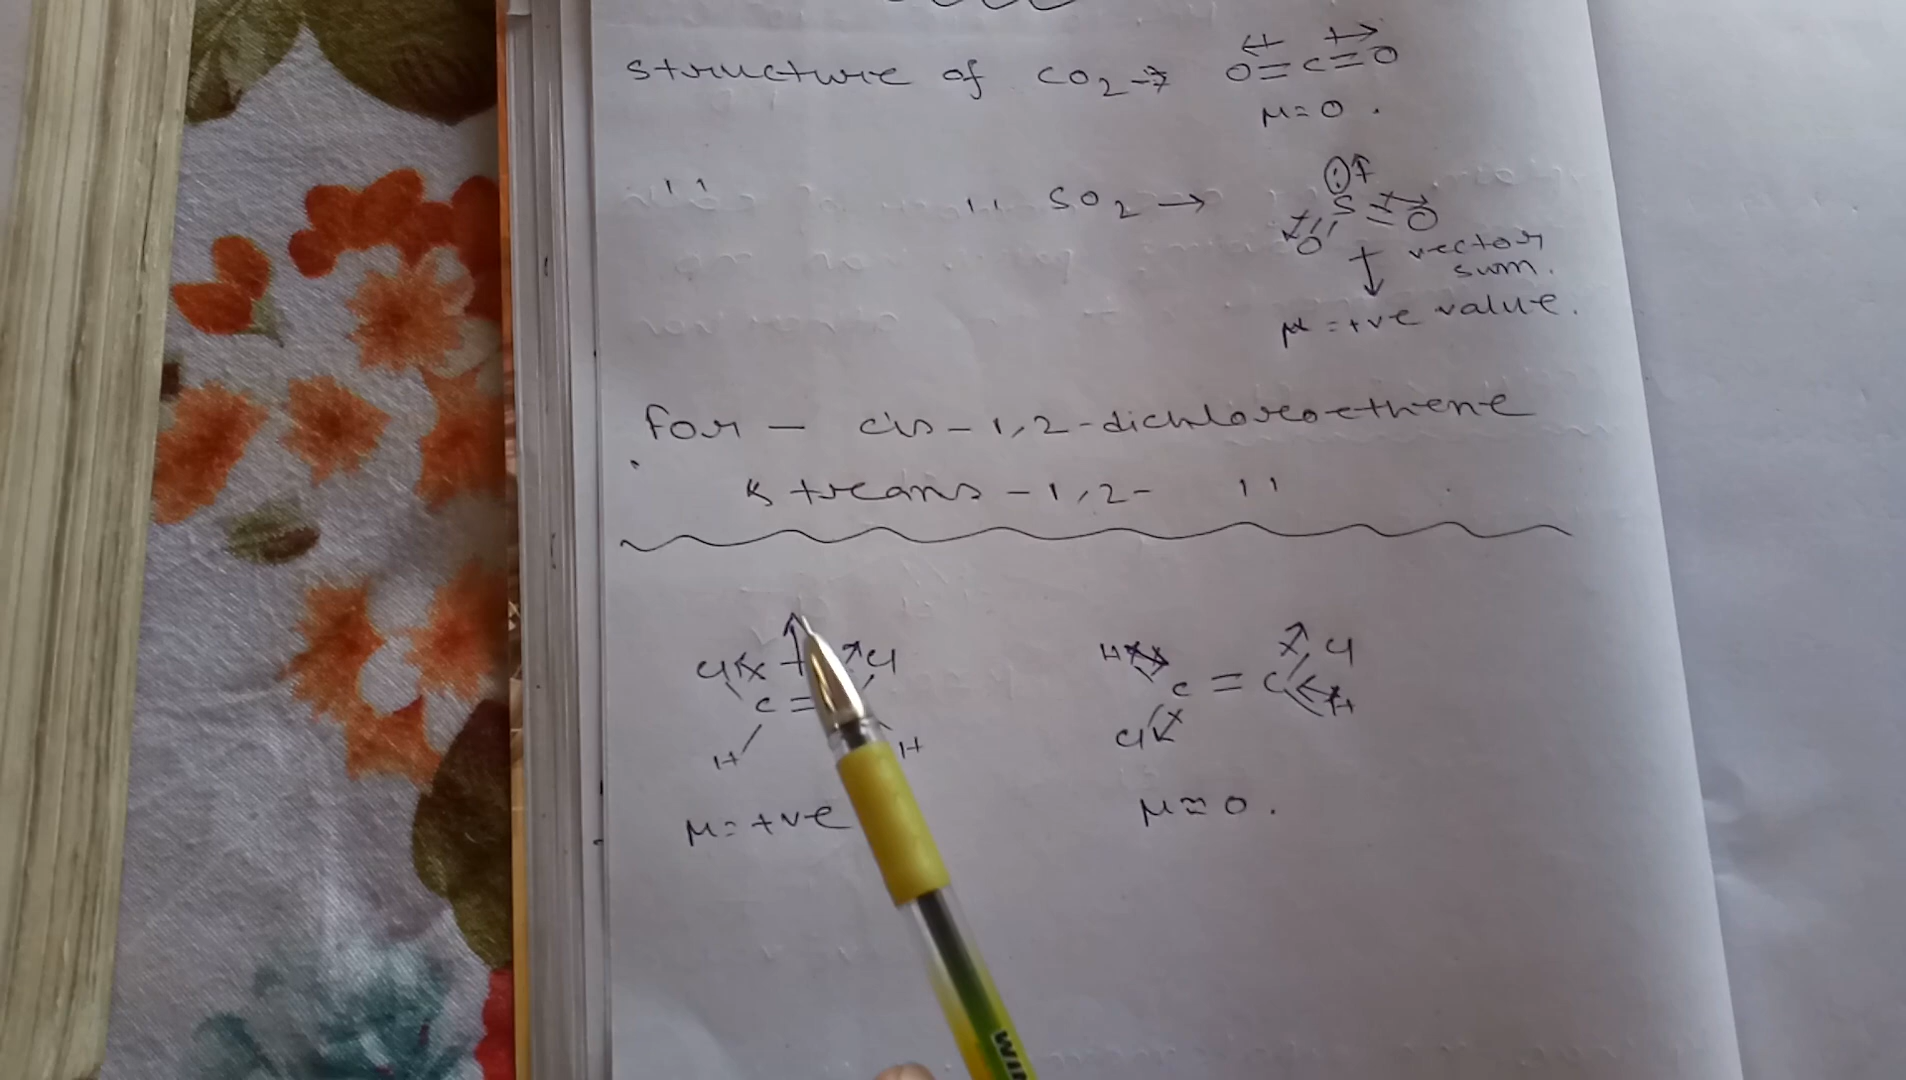 structure of CO2 → O=C=O
μ=0.
'' '' SO2 → S
O O
vector
sum.
μ = +ve value.
For - cis-1,2-dichloroethene
& trans-1,2- ''
Cl Cl
C =
H H
μ = +ve
H Cl
C = C
Cl H
μ≈0.
WIN